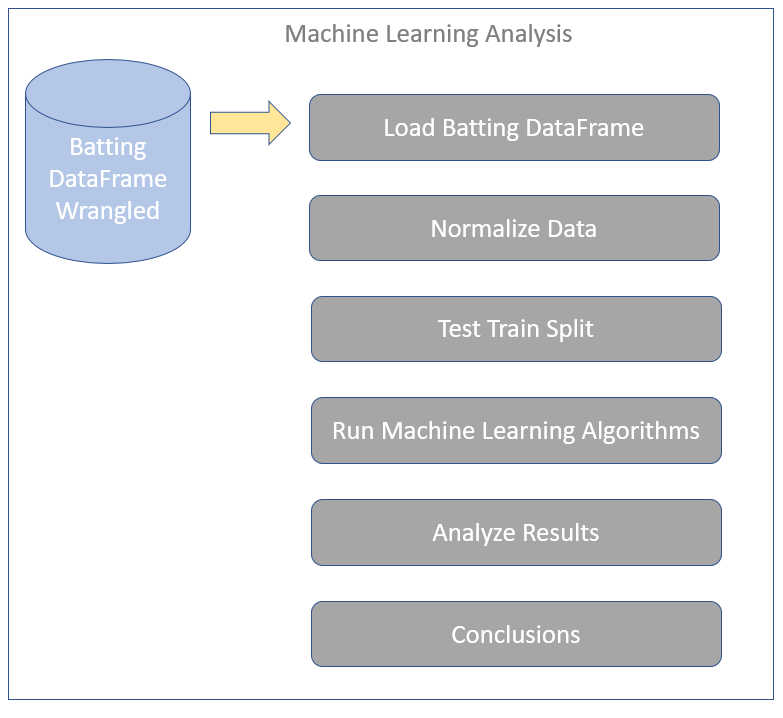 Machine Learning Analysis
Batting
DataFrame
Wrangled
Load Batting DataFrame
Normalize Data
Test Train Split
Run Machine Learning Algorithms
Analyze Results
Conclusions